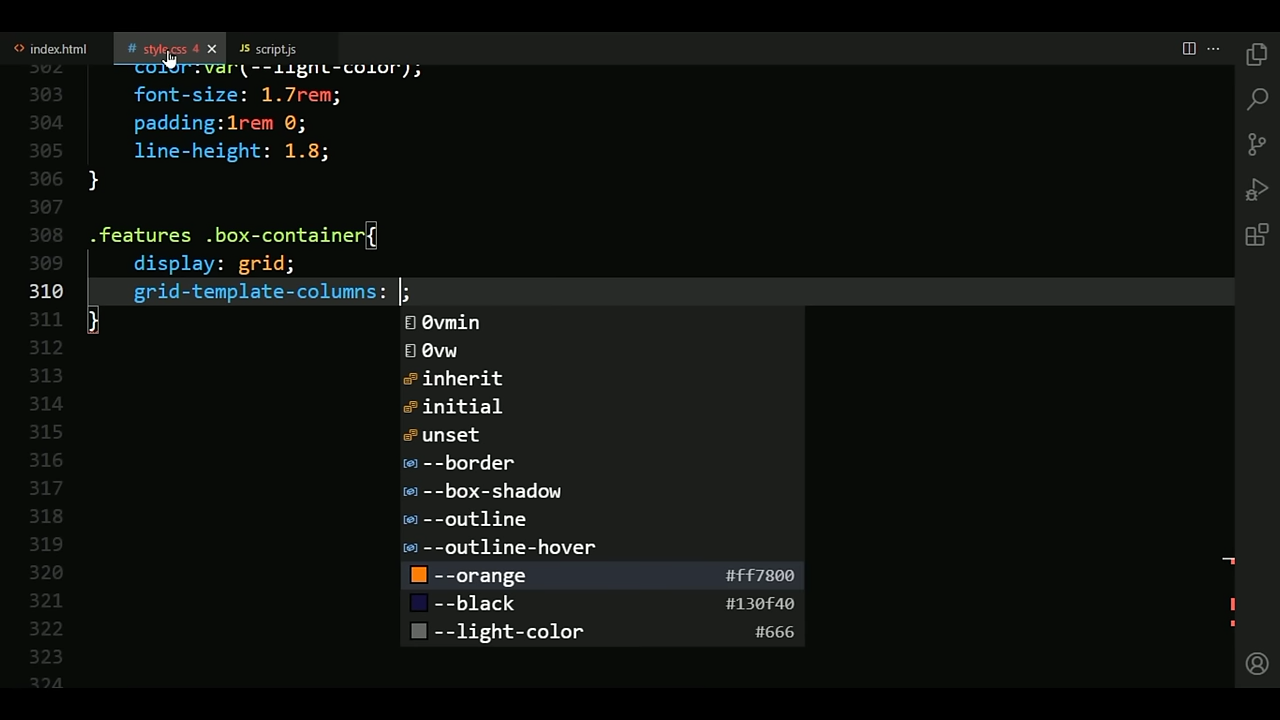 index.html
# style.css 4
JS script.js
302 color:var(--light-color);
303 font-size: 1.7rem;
304 padding:1rem 0;
305 line-height: 1.8;
306 }
307
308 .features .box-container{
309 display: grid;
310 grid-template-columns: ;
311 }
312
313
314
315
316
317
318
319
320
321
322
323
324
0vmin
0vw
inherit
initial
unset
--border
--box-shadow
--outline
--outline-hover
--orange #ff7800
--black #130f40
--light-color #666